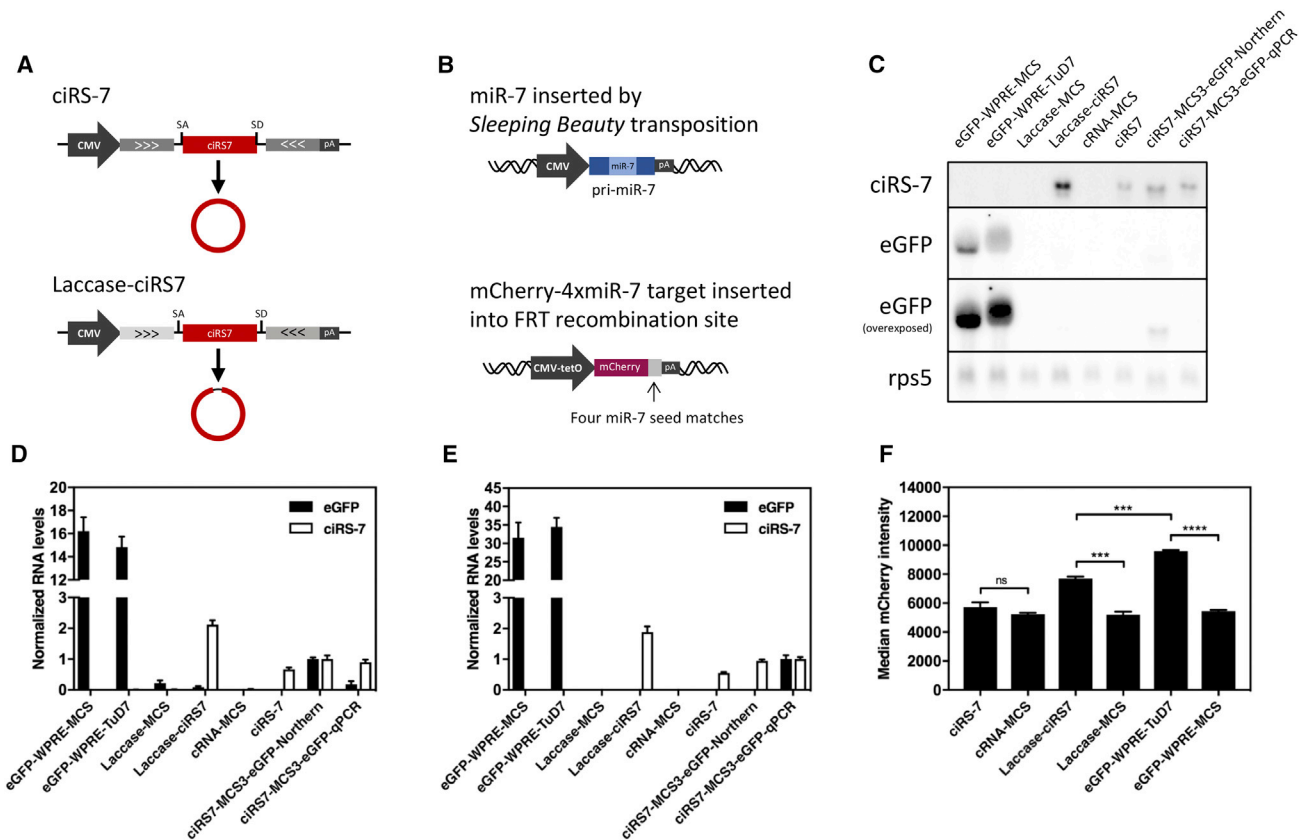 A
ciRS-7
SA
SD
CMV
>>>
ciRS7
<<<
pA
Laccase-ciRS7
SA
SD
CMV
>>>
ciRS7
<<<
pA
B
miR-7 inserted by
Sleeping Beauty transposition
CMV
miR-7
pA
pri-miR-7
mCherry-4xmiR-7 target inserted
into FRT recombination site
CMV-tetO
mCherry
pA
Four miR-7 seed matches
C
eGFP-WPRE-MCS
eGFP-WPRE-TuD7
Laccase-MCS
Laccase-ciRS7
cRNA-MCS
ciRS7
ciRS7-MCS3-eGFP-Northern
ciRS7-MCS3-eGFP-qPCR
ciRS-7
eGFP
eGFP
(overexposed)
rps5
D
Normalized RNA levels
20
18
16
14
12
3
2
1
0
eGFP
ciRS-7
eGFP-WPRE-MCS
eGFP-WPRE-TuD7
Laccase-MCS
Laccase-ciRS7
cRNA-MCS
ciRS-7
ciRS7-MCS3-eGFP-Northern
ciRS7-MCS3-eGFP-qPCR
E
Normalized RNA levels
45
40
35
30
25
20
3
2
1
0
eGFP
ciRS-7
eGFP-WPRE-MCS
eGFP-WPRE-TuD7
Laccase-MCS
Laccase-ciRS7
cRNA-MCS
ciRS-7
ciRS7-MCS3-eGFP-Northern
ciRS7-MCS3-eGFP-qPCR
F
Median mCherry intensity
14000
12000
10000
8000
6000
4000
2000
0
ns
***
***
****
ciRS-7
cRNA-MCS
Laccase-ciRS7
Laccase-MCS
eGFP-WPRE-TuD7
eGFP-WPRE-MCS